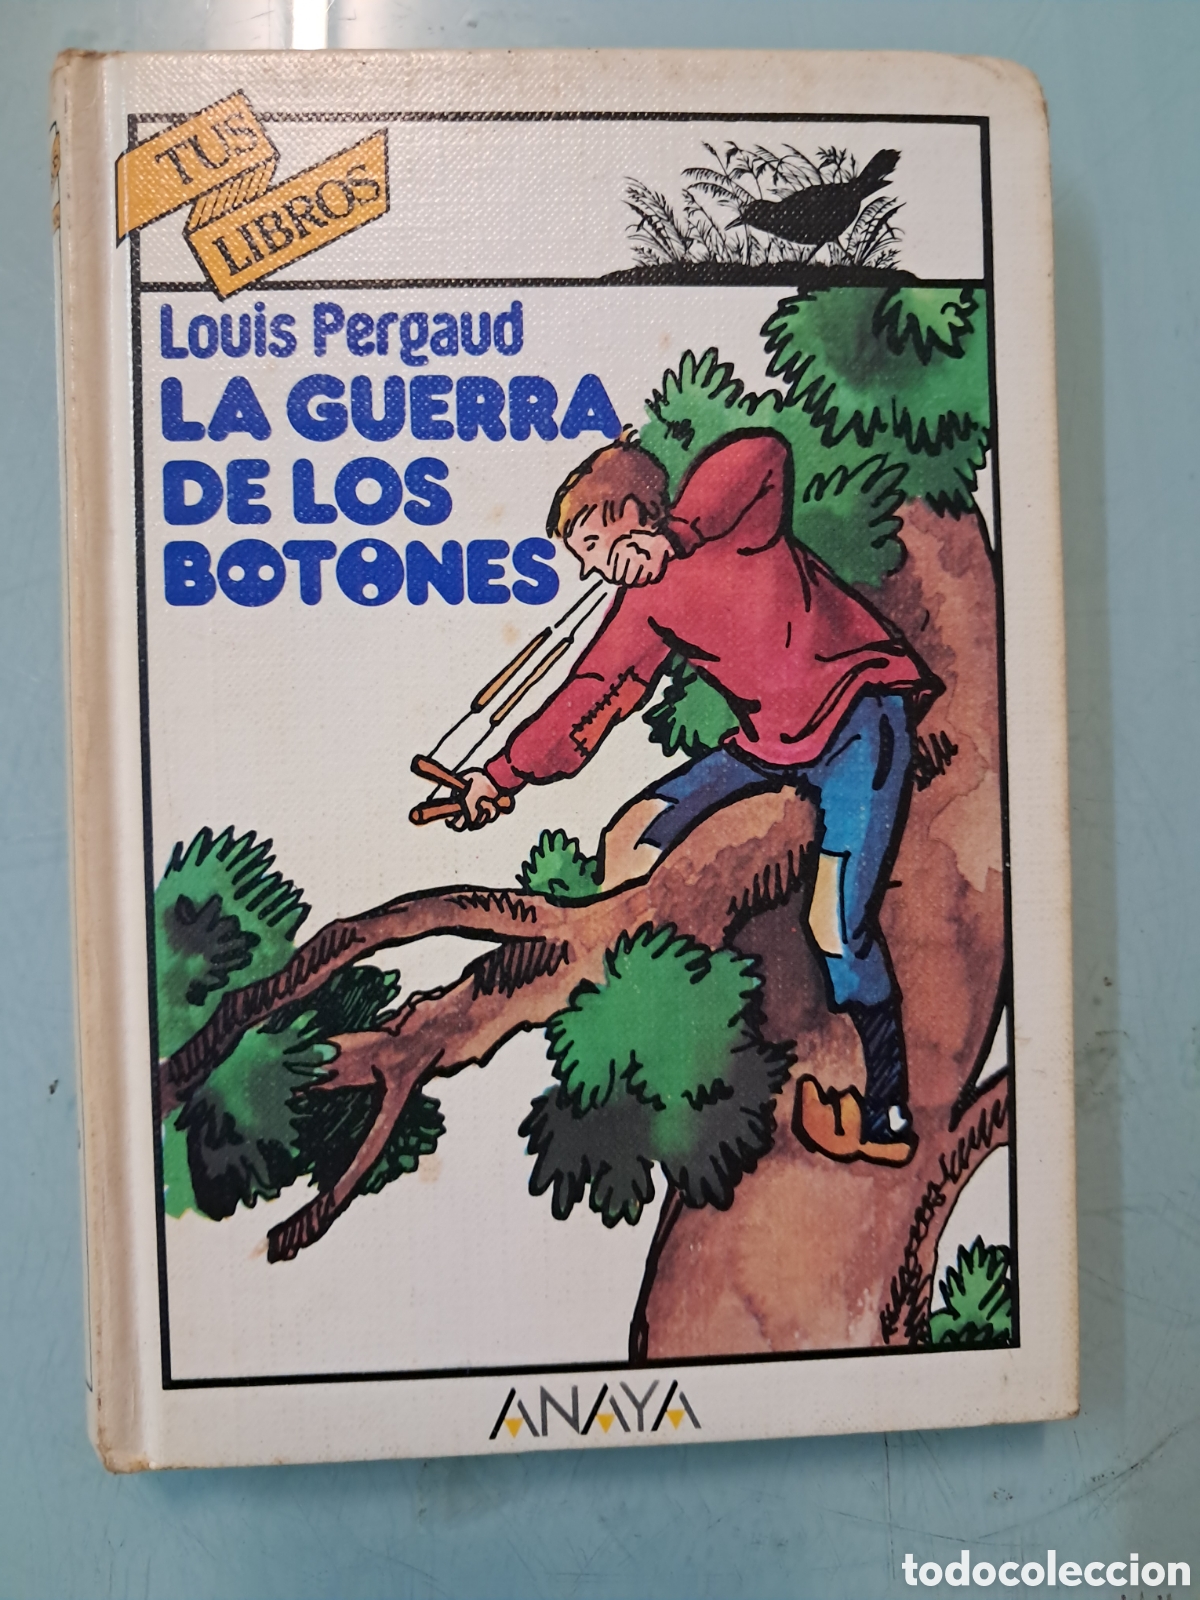 TUS
LIBROS
Louis Pergaud
LA GUERRA
DE LOS
BOTONES
ANAYA
todocoleccion